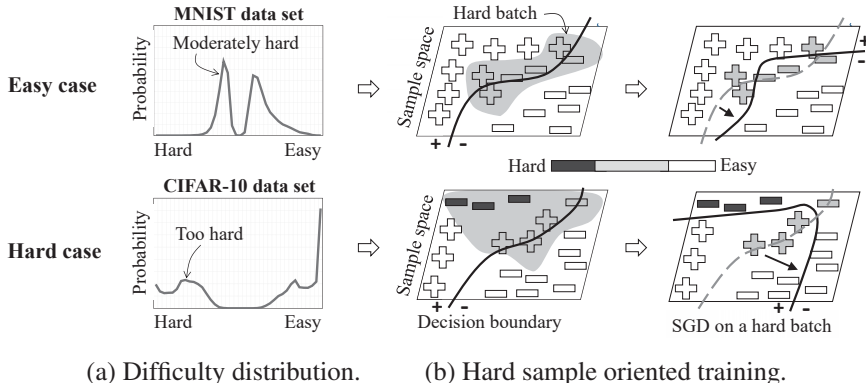 MNIST data set
Hard batch
Moderately hard
Easy case
Probability
Sample space
Hard
Easy
+ -
+
-
Hard
Easy
CIFAR-10 data set
Hard case
Too hard
Probability
Sample space
Hard
Easy
+ -
Decision boundary
+ -
SGD on a hard batch
(a) Difficulty distribution.
(b) Hard sample oriented training.